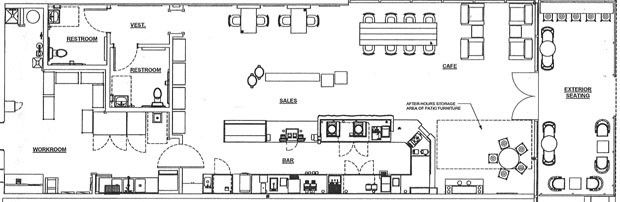 RESTROOM
VEST.
RESTROOM
CAFE
SALES
EXTERIOR
SEATING
AFTER-HOURS STORAGE
AREA OF PATIO FURNITURE
WORKROOM
BAR